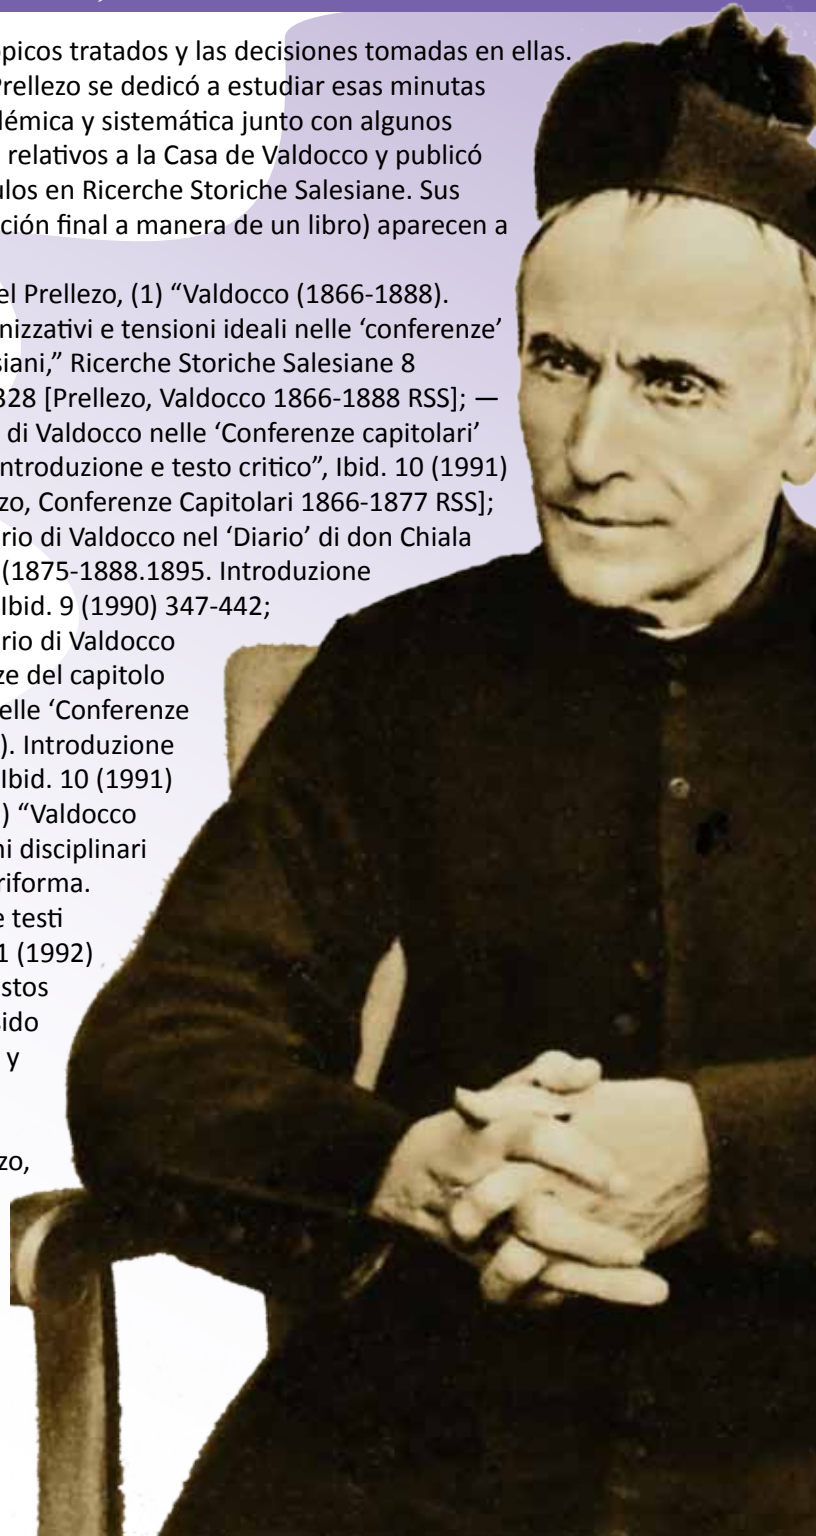 ópicos tratados y las decisiones tomadas en ellas.
Prellezo se dedicó a estudiar esas minutas
démica y sistemática junto con algunos
relativos a la Casa de Valdocco y publicó
ulos en Ricerche Storiche Salesiane. Sus
ción final a manera de un libro) aparecen a
el Prellezo, (1) “Valdocco (1866-1888).
nizzativi e tensioni ideali nelle ‘conferenze’
siani,” Ricerche Storiche Salesiane 8
328 [Prellezo, Valdocco 1866-1888 RSS]; —
di Valdocco nelle ‘Conferenze capitolari’
ntroduzione e testo critico”, Ibid. 10 (1991)
zo, Conferenze Capitolari 1866-1877 RSS];
rio di Valdocco nel ‘Diario’ di don Chiala
(1875-1888.1895. Introduzione
Ibid. 9 (1990) 347-442;
rio di Valdocco
ze del capitolo
elle ‘Conferenze
). Introduzione
Ibid. 10 (1991)
) “Valdocco
ni disciplinari
riforma.
e testi
1 (1992)
stos
sido
y
zo,